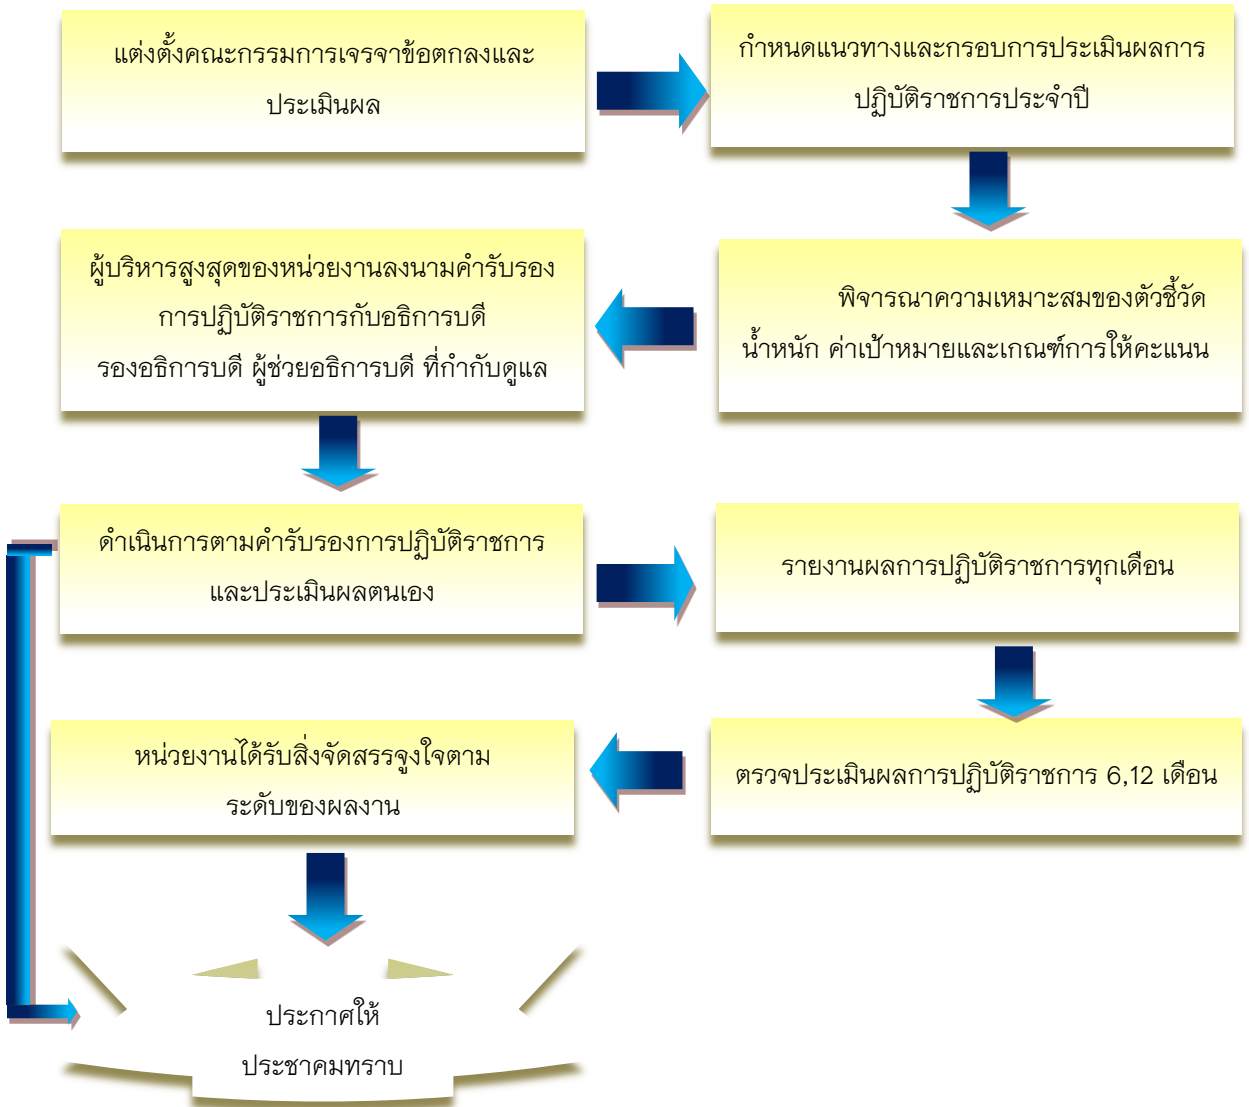 แต่งตั้งคณะกรรมการเจรจาข้อตกลงและ
ประเมินผล
กำหนดแนวทางและกรอบการประเมินผลการ
ปฏิบัติราชการประจำปี
พิจารณาความเหมาะสมของตัวชี้วัด
น้ำหนัก ค่าเป้าหมายและเกณฑ์การให้คะแนน
ผู้บริหารสูงสุดของหน่วยงานลงนามคำรับรอง
การปฏิบัติราชการกับอธิการบดี
รองอธิการบดี ผู้ช่วยอธิการบดี ที่กำกับดูแล
ดำเนินการตามคำรับรองการปฏิบัติราชการ
และประเมินผลตนเอง
รายงานผลการปฏิบัติราชการทุกเดือน
ตรวจประเมินผลการปฏิบัติราชการ 6,12 เดือน
หน่วยงานได้รับสิ่งจัดสรรจูงใจตาม
ระดับของผลงาน
ประกาศให้
ประชาคมทราบ